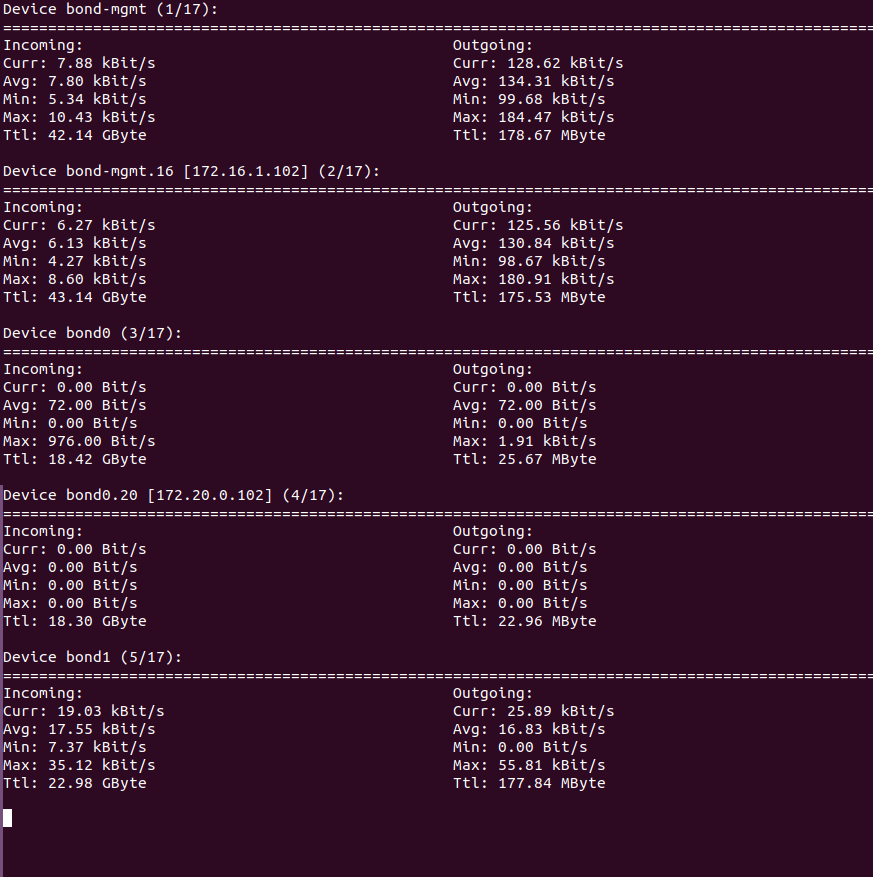 Device bond-mgmt (1/17):
=================================================================================================
Incoming:                                         Outgoing:
Curr: 7.88 kBit/s                                 Curr: 128.62 kBit/s
Avg: 7.80 kBit/s                                  Avg: 134.31 kBit/s
Min: 5.34 kBit/s                                  Min: 99.68 kBit/s
Max: 10.43 kBit/s                                 Max: 184.47 kBit/s
Ttl: 42.14 GByte                                  Ttl: 178.67 MByte
Device bond-mgmt.16 [172.16.1.102] (2/17):
=================================================================================================
Incoming:                                         Outgoing:
Curr: 6.27 kBit/s                                 Curr: 125.56 kBit/s
Avg: 6.13 kBit/s                                  Avg: 130.84 kBit/s
Min: 4.27 kBit/s                                  Min: 98.67 kBit/s
Max: 8.60 kBit/s                                  Max: 180.91 kBit/s
Ttl: 43.14 GByte                                  Ttl: 175.53 MByte
Device bond0 (3/17):
=================================================================================================
Incoming:                                         Outgoing:
Curr: 0.00 Bit/s                                  Curr: 0.00 Bit/s
Avg: 72.00 Bit/s                                  Avg: 72.00 Bit/s
Min: 0.00 Bit/s                                   Min: 0.00 Bit/s
Max: 976.00 Bit/s                                 Max: 1.91 kBit/s
Ttl: 18.42 GByte                                  Ttl: 25.67 MByte
Device bond0.20 [172.20.0.102] (4/17):
=================================================================================================
Incoming:                                         Outgoing:
Curr: 0.00 Bit/s                                  Curr: 0.00 Bit/s
Avg: 0.00 Bit/s                                   Avg: 0.00 Bit/s
Min: 0.00 Bit/s                                   Min: 0.00 Bit/s
Max: 0.00 Bit/s                                   Max: 0.00 Bit/s
Ttl: 18.30 GByte                                  Ttl: 22.96 MByte
Device bond1 (5/17):
=================================================================================================
Incoming:                                         Outgoing:
Curr: 19.03 kBit/s                                Curr: 25.89 kBit/s
Avg: 17.55 kBit/s                                 Avg: 16.83 kBit/s
Min: 7.37 kBit/s                                  Min: 0.00 Bit/s
Max: 35.12 kBit/s                                 Max: 55.81 kBit/s
Ttl: 22.98 GByte                                  Ttl: 177.84 MByte